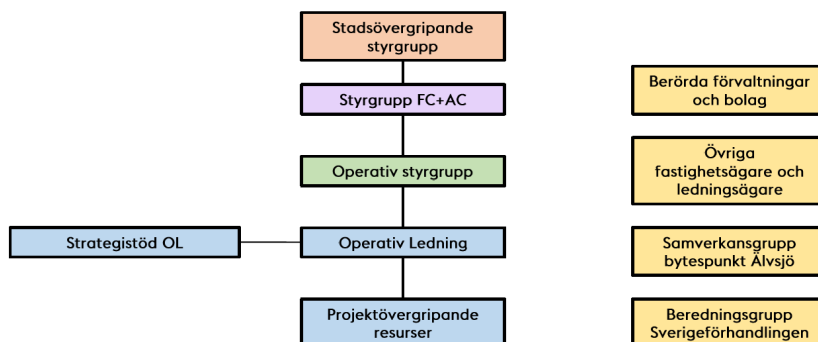 Stadsövergripande
styrgrupp
Styrgrupp FC+AC
Berörda förvaltningar
och bolag
Operativ styrgrupp
Övriga
fastighetsägare och
ledningsägare
Strategistöd OL
Operativ Ledning
Samverkansgrupp
bytespunkt Älvsjö
Projektövergripande
resurser
Beredningsgrupp
Sverigeförhandlingen